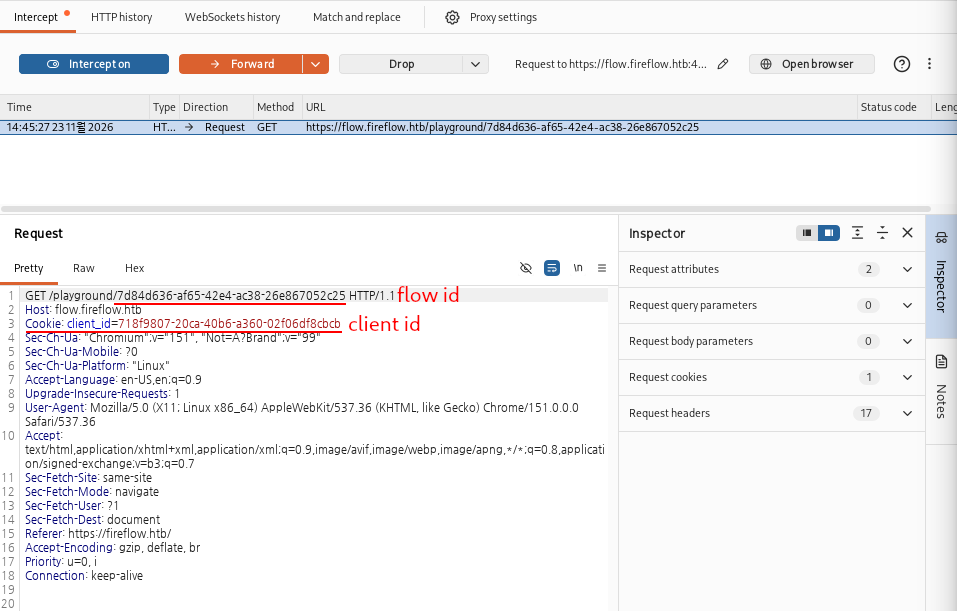 Intercept
HTTP history
WebSockets history
Match and replace
Proxy settings
Intercept on
Forward
Drop
Request to https://flow.fireflow.htb:4...
Open browser
Time Type Direction Method URL Status code Leng
14:45:27 23 11월 2026 HT... → Request GET https://flow.fireflow.htb/playground/7d84d636-af65-42e4-ac38-26e867052c25
Request
Pretty Raw Hex
\n
1 GET /playground/7d84d636-af65-42e4-ac38-26e867052c25 HTTP/1.1 flow id
2 Host: flow.fireflow.htb
3 Cookie: client_id=718f9807-20ca-40b6-a360-02f06df8cbcb client id
4 Sec-Ch-Ua: "Chromium";v="151", "Not=A?Brand";v="99"
5 Sec-Ch-Ua-Mobile: ?0
6 Sec-Ch-Ua-Platform: "Linux"
7 Accept-Language: en-US,en;q=0.9
8 Upgrade-Insecure-Requests: 1
9 User-Agent: Mozilla/5.0 (X11; Linux x86_64) AppleWebKit/537.36 (KHTML, like Gecko) Chrome/151.0.0.0
Safari/537.36
10 Accept:
text/html,application/xhtml+xml,application/xml;q=0.9,image/avif,image/webp,image/apng,*/*;q=0.8,applicati
on/signed-exchange;v=b3;q=0.7
11 Sec-Fetch-Site: same-site
12 Sec-Fetch-Mode: navigate
13 Sec-Fetch-User: ?1
14 Sec-Fetch-Dest: document
15 Referer: https://fireflow.htb/
16 Accept-Encoding: gzip, deflate, br
17 Priority: u=0, i
18 Connection: keep-alive
19
20
Inspector
Request attributes 2
Request query parameters 0
Request body parameters 0
Request cookies 1
Request headers 17
Inspector
Notes